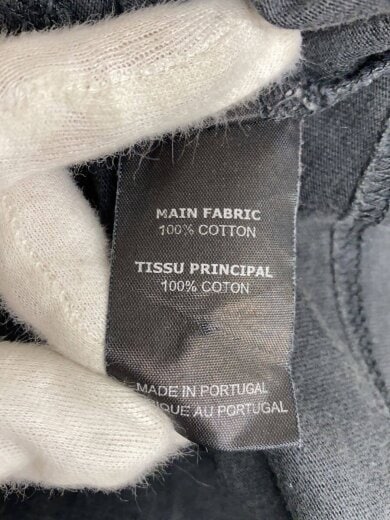 MAIN FABRIC
100% COTTON
TISSU PRINCIPAL
100% COTON
MADE IN PORTUGAL
AU PORTUGAL